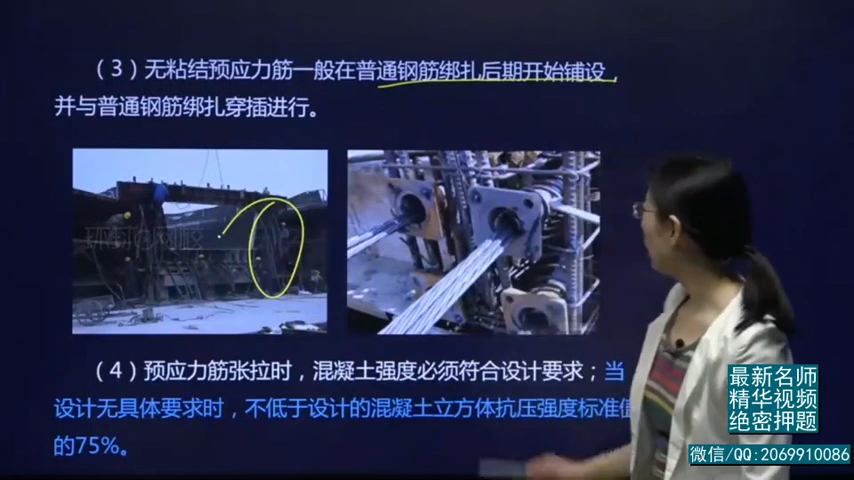 （3）无粘结预应力筋一般在普通钢筋绑扎后期开始铺设，
并与普通钢筋绑扎穿插进行。
（4）预应力筋张拉时，混凝土强度必须符合设计要求；当
设计无具体要求时，不低于设计的混凝土立方体抗压强度标准值
的75%。
最新名师
精华视频
绝密押题
微信/QQ:2069910086